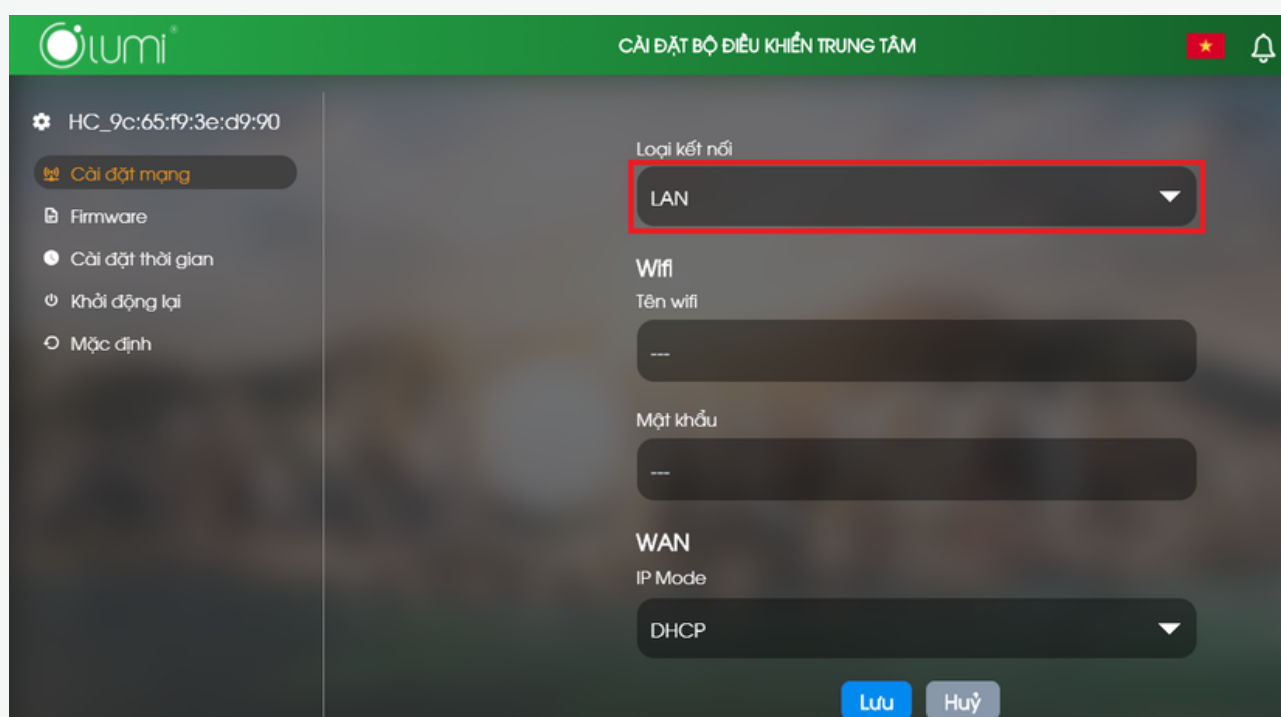 lumi®
CÀI ĐẶT BỘ ĐIỀU KHIỂN TRUNG TÂM
HC_9c:65:f9:3e:d9:90
Cài đặt mạng
Firmware
Cài đặt thời gian
Khởi động lại
Mặc định
Loại kết nối
LAN
Wifi
Tên wifi
---
Mật khẩu
---
WAN
IP Mode
DHCP
Lưu
Huỷ